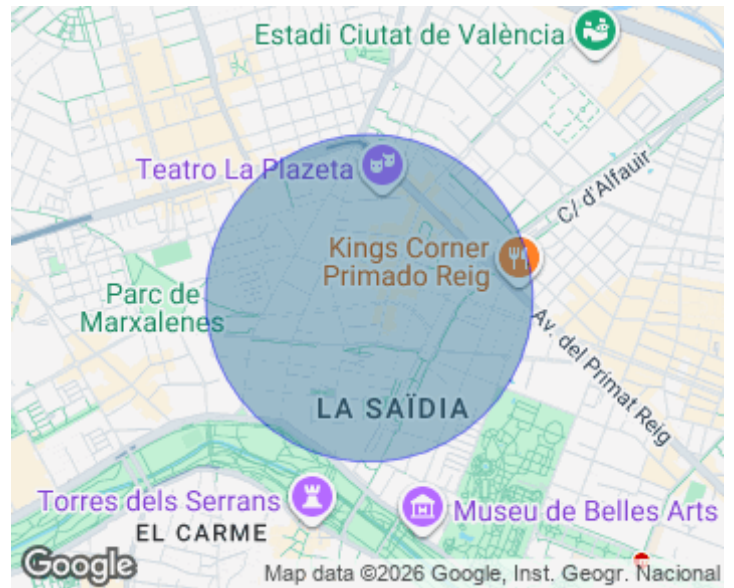 Estadi Ciutat de València
Teatro La Plazeta
C/ d'Alfauir
Kings Corner
Primado Reig
Parc de
Marxalenes
Av. del Primat Reig
LA SAÏDIA
Torres dels Serrans
Museu de Belles Arts
EL CARME
Google
Map data ©2026 Google, Inst. Geogr. Nacional